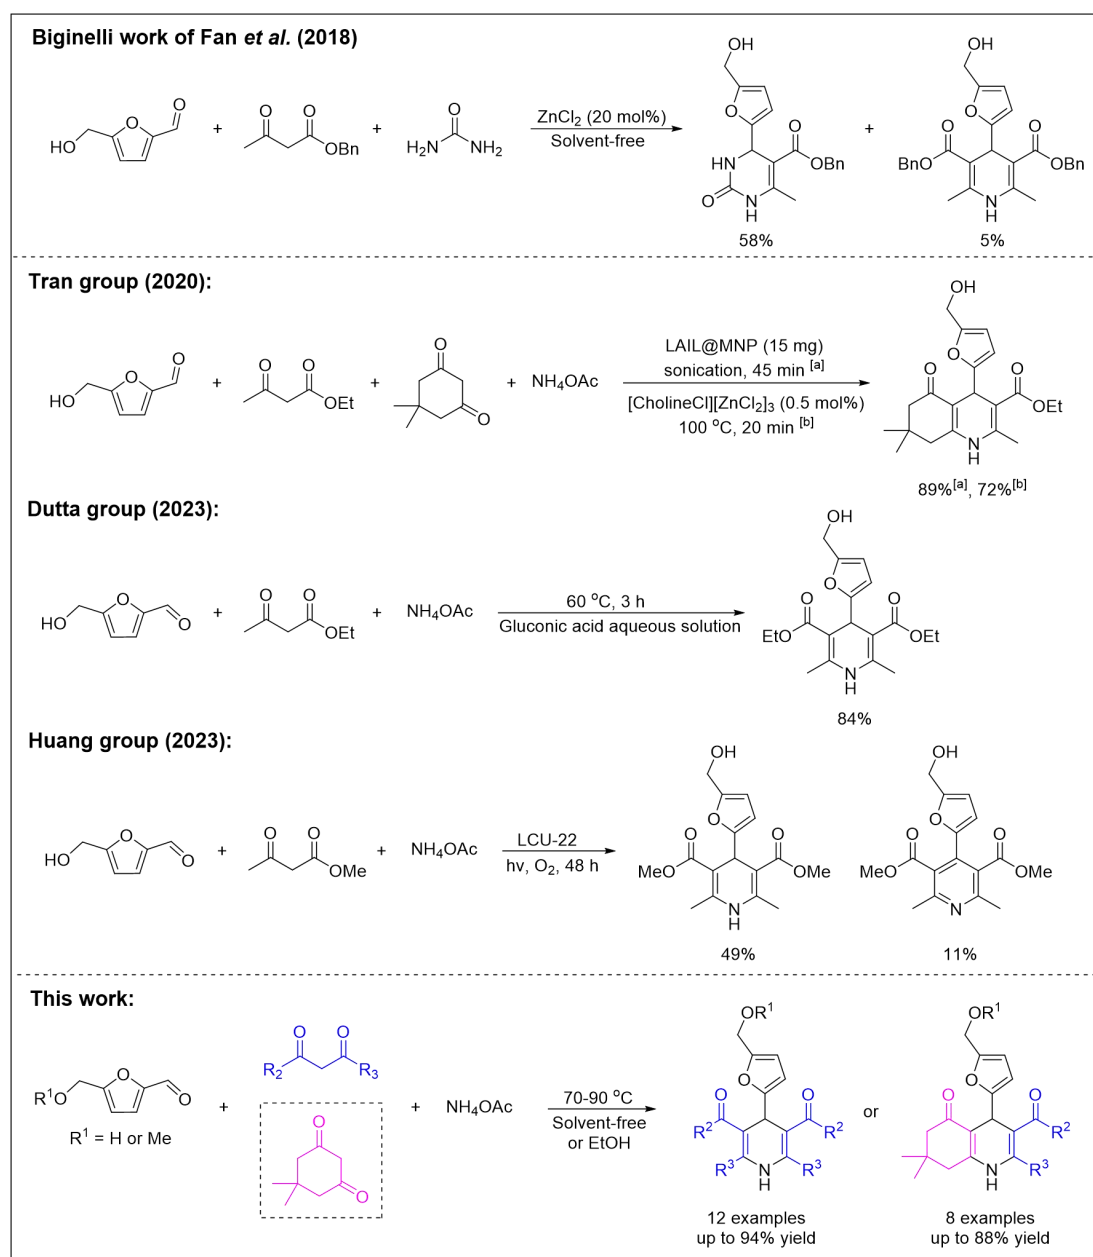 Biginelli work of Fan et al. (2018)
HO O O + O O OBn + O H₂N NH₂ ZnCl₂ (20 mol%) Solvent-free
OH O O HN N H O OBn
58%
+
OH O O BnO O OBn N H
5%
Tran group (2020):
HO O O + O O OEt + O O + NH₄OAc
LAIL@MNP (15 mg)
sonication, 45 min [a]
[CholineCl][ZnCl₂]₃ (0.5 mol%)
100 °C, 20 min [b]
OH O O O OEt N H
89%[a], 72%[b]
Dutta group (2023):
HO O O + O O OEt + NH₄OAc
60 °C, 3 h
Gluconic acid aqueous solution
OH O O EtO O OEt N H
84%
Huang group (2023):
HO O O + O O OMe + NH₄OAc
LCU-22
hv, O₂, 48 h
OH O O MeO O OMe N H
49%
OH O O MeO O OMe N
11%
This work:
R¹O O O
R¹ = H or Me
+
O O R₂ R₃
O O
+ NH₄OAc
70-90 °C
Solvent-free
or EtOH
OR¹ O O R² O R² R³ N H R³
12 examples
up to 94% yield
or
OR¹ O O O R² N H R³
8 examples
up to 88% yield